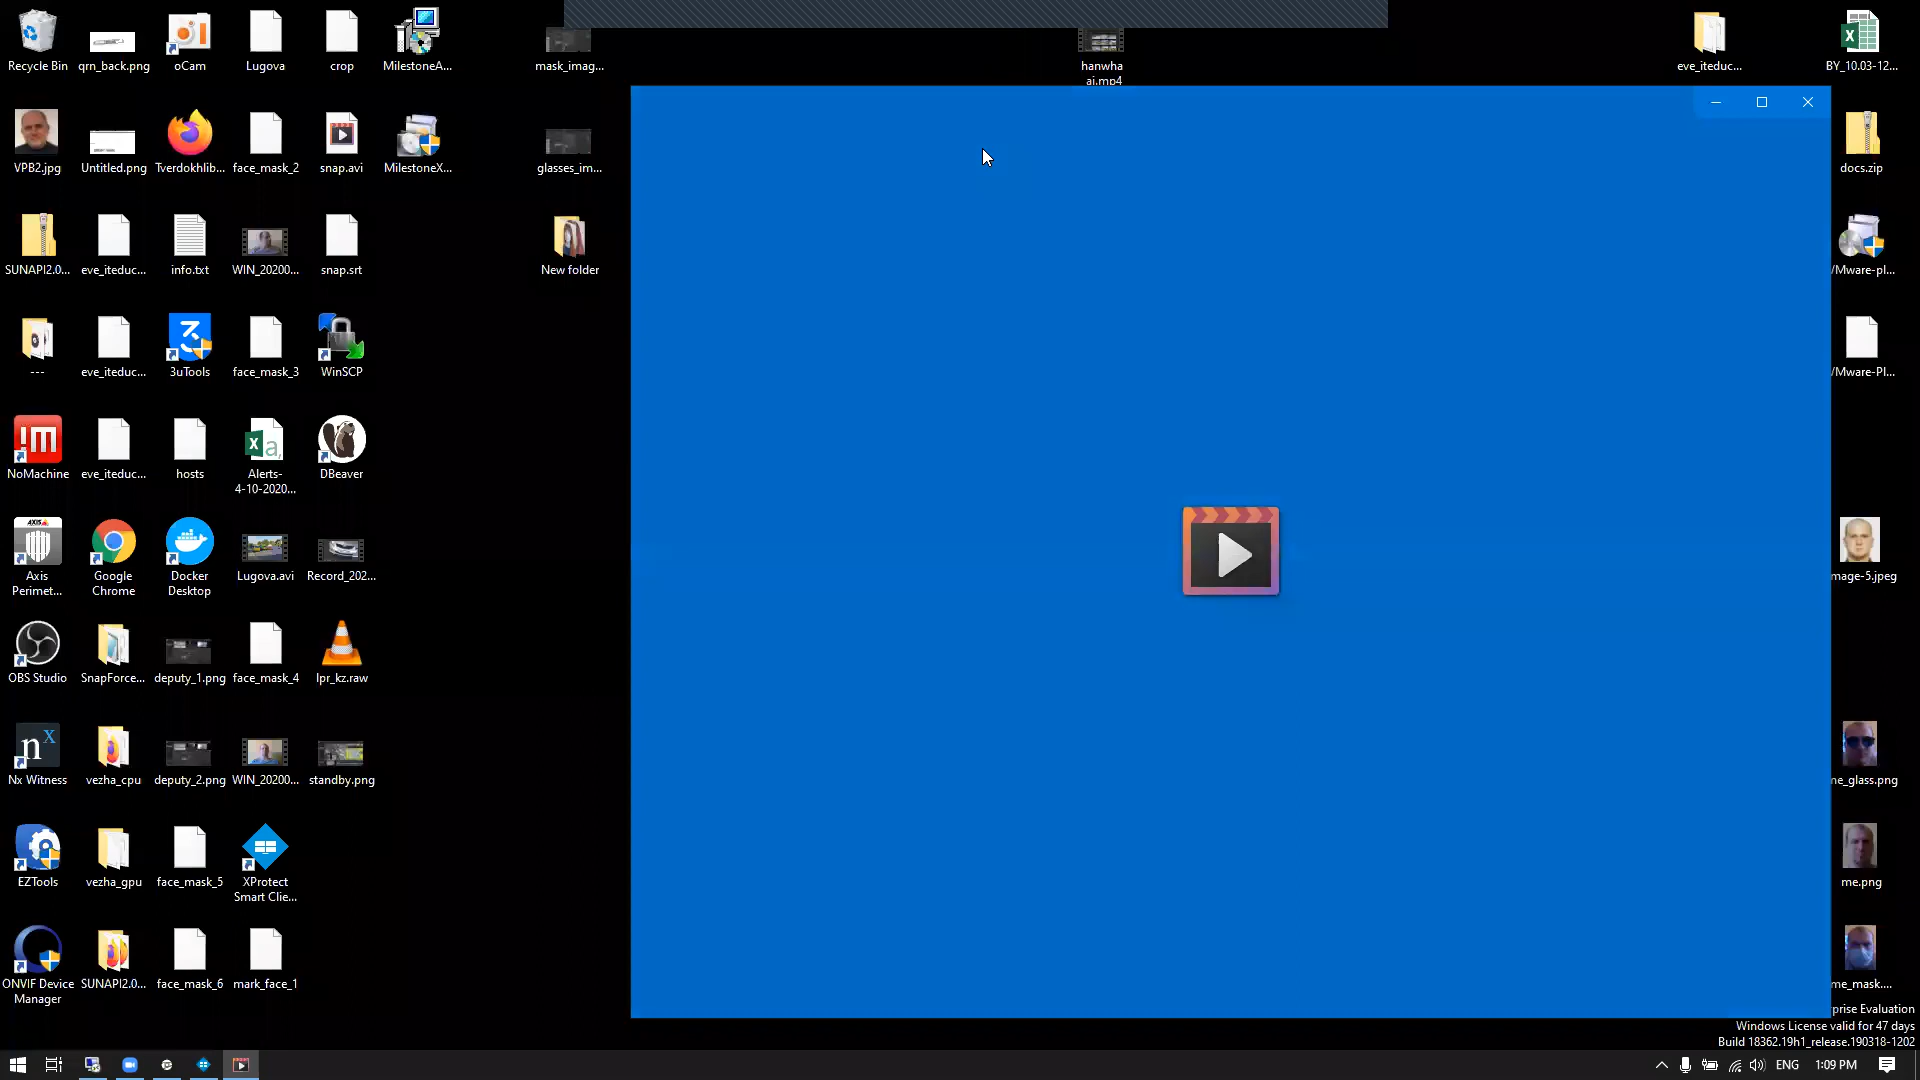 Recycle Bin
qrn_back.png
oCam
Lugova
crop
MilestoneA...
mask_imag...
hanwha
ai.mp4
eve_iteduc...
BY_10.03-12...
VPB2.jpg
Untitled.png
Tverdokhlib...
face_mask_2
snap.avi
MilestoneX...
glasses_im...
docs.zip
SUNAPI2.0...
eve_iteduc...
info.txt
WIN_20200...
snap.srt
New folder
/Mware-pl...
---
eve_iteduc...
3uTools
face_mask_3
WinSCP
/Mware-Pl...
NoMachine
eve_iteduc...
hosts
Alerts-
4-10-2020...
DBeaver
AXIS
Axis
Perimet...
Google
Chrome
Docker
Desktop
Lugova.avi
Record_202...
mage-5.jpeg
OBS Studio
SnapForce...
deputy_1.png
face_mask_4
lpr_kz.raw
Nx Witness
vezha_cpu
deputy_2.png
WIN_20200...
standby.png
ne_glass.png
EZTools
vezha_gpu
face_mask_5
XProtect
Smart Clie...
me.png
ONVIF Device
Manager
SUNAPI2.0...
face_mask_6
mark_face_1
me_mask....
prise Evaluation
Windows License valid for 47 days
Build 18362.19h1_release.190318-1202
ENG
1:09 PM